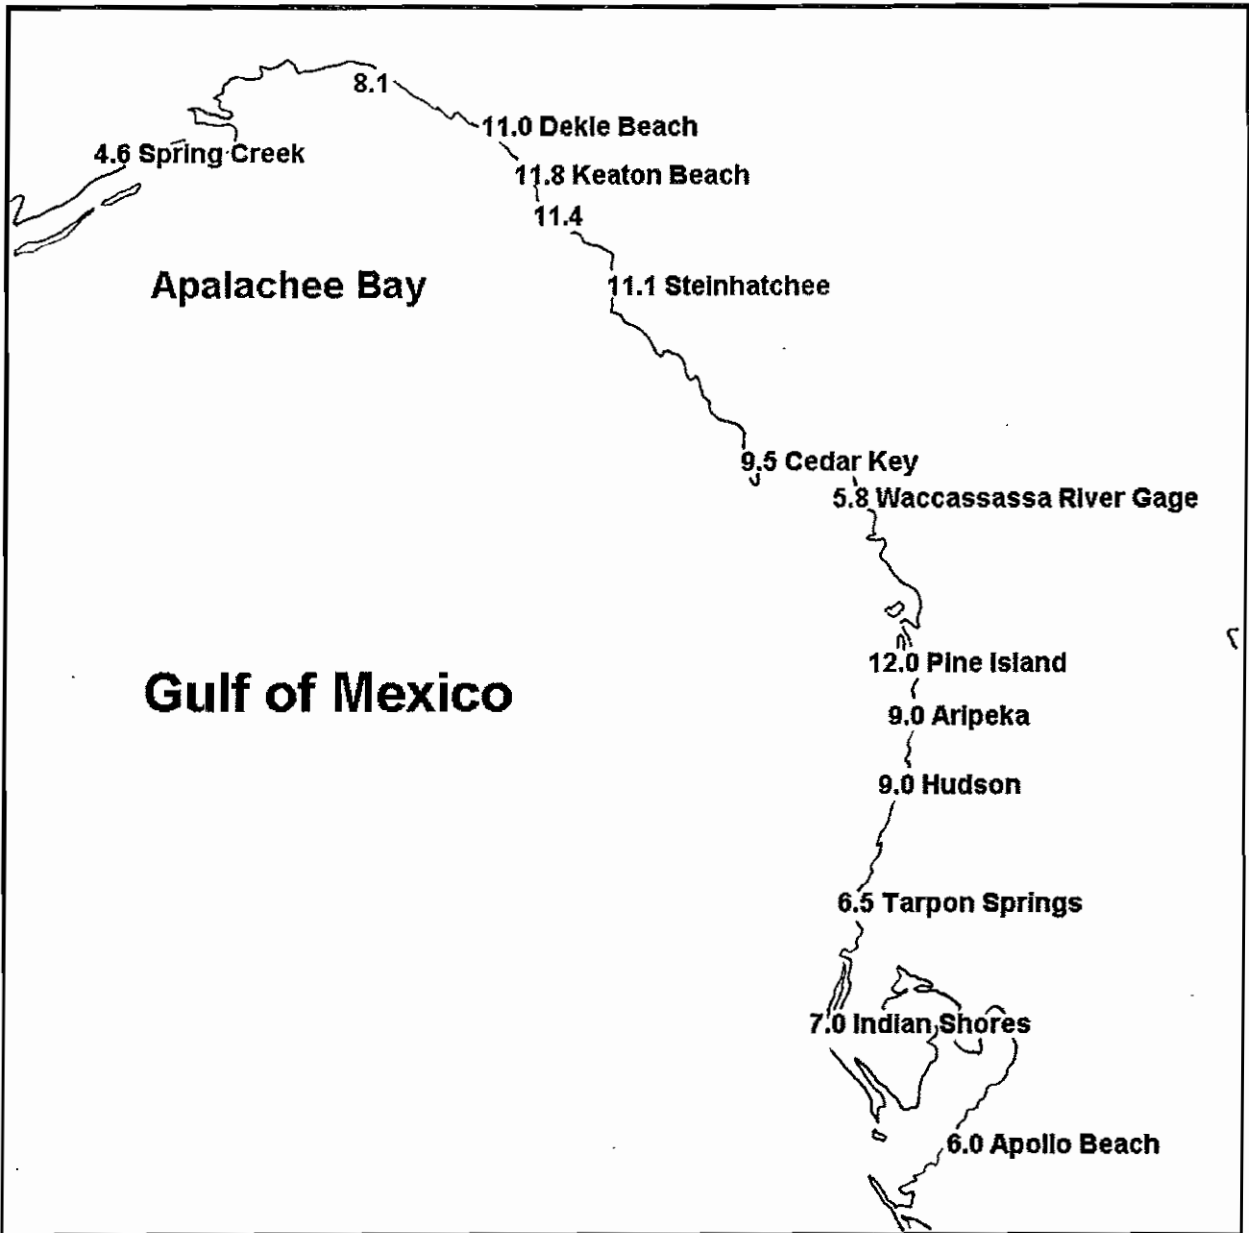 8.1
11.0 Dekle Beach
4.6 Spring Creek
11.8 Keaton Beach
11.4
Apalachee Bay
11.1 Steinhatchee
9.5 Cedar Key
5.8 Waccassassa River Gage
12.0 Pine Island
Gulf of Mexico
9.0 Aripeka
9.0 Hudson
6.5 Tarpon Springs
7.0 Indian Shores
6.0 Apollo Beach